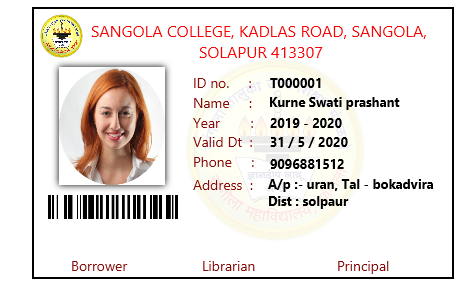 SANGOLA COLLEGE, KADLAS ROAD, SANGOLA,
SOLAPUR 413307
ID no. : T000001
Name : Kurne Swati prashant
Year : 2019 - 2020
Valid Dt : 31 / 5 / 2020
Phone : 9096881512
Address : A/p :- uran, Tal - bokadvira
Dist : solpaur
Borrower Librarian Principal